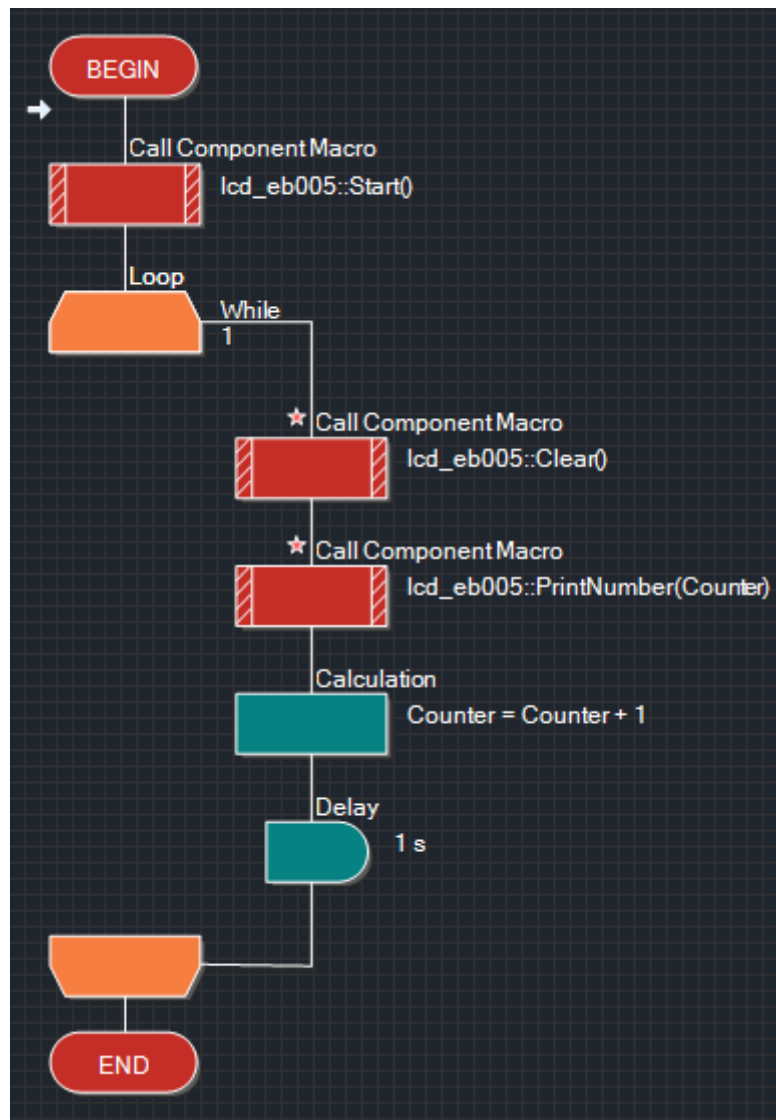 BEGIN
Call Component Macro
lcd_eb005::Start()
Loop
While
1
Call Component Macro
lcd_eb005::Clear()
Call Component Macro
lcd_eb005::PrintNumber(Counter)
Calculation
Counter = Counter + 1
Delay
1 s
END